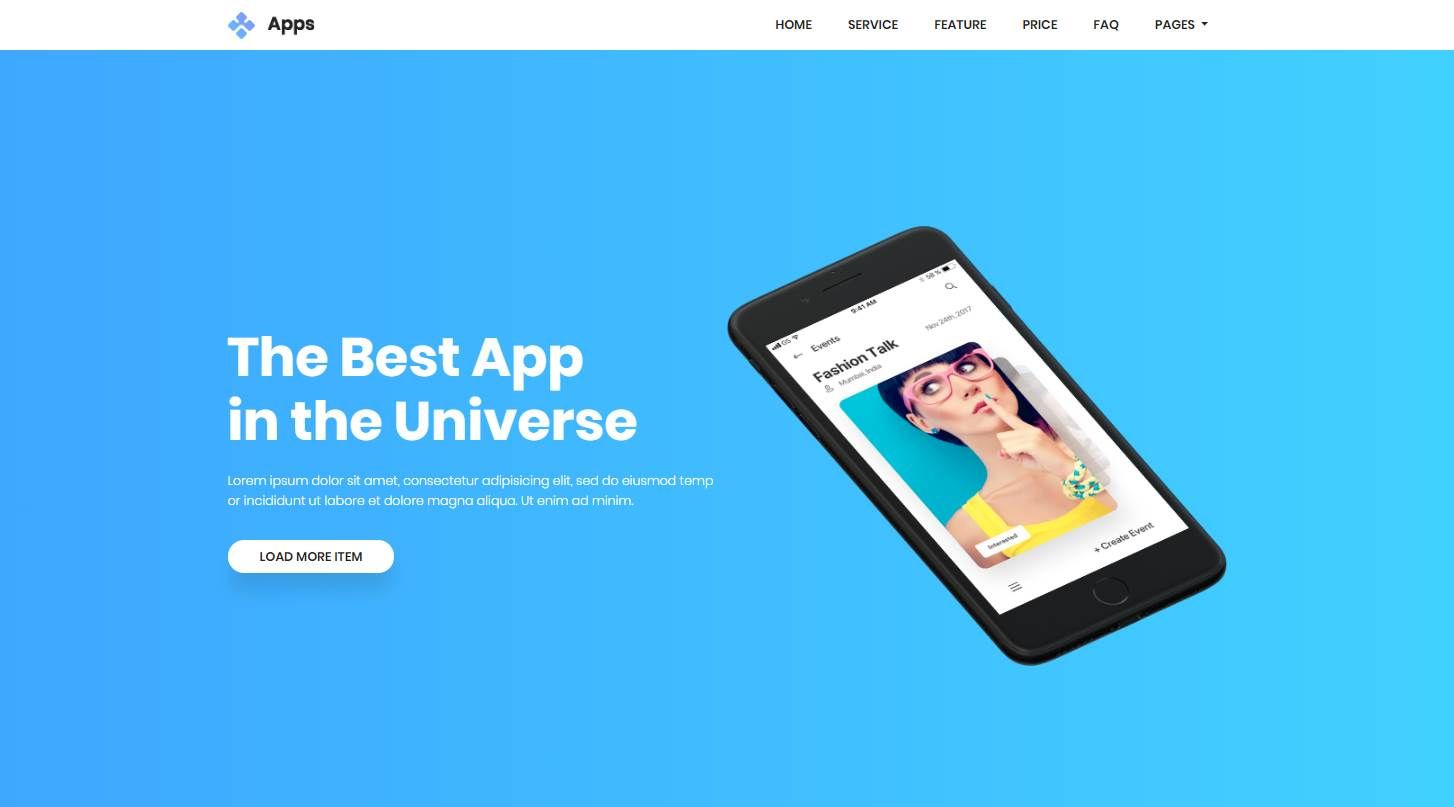 Apps
HOME SERVICE FEATURE PRICE FAQ PAGES
The Best App
in the Universe
Lorem ipsum dolor sit amet, consectetur adipisicing elit, sed do eiusmod temp
or incididunt ut labore et dolore magna aliqua. Ut enim ad minim.
LOAD MORE ITEM
GS 9:41 AM 58 %
Events Nov 24th, 2017
Fashion Talk
Mumbai, India
Interested
+ Create Event